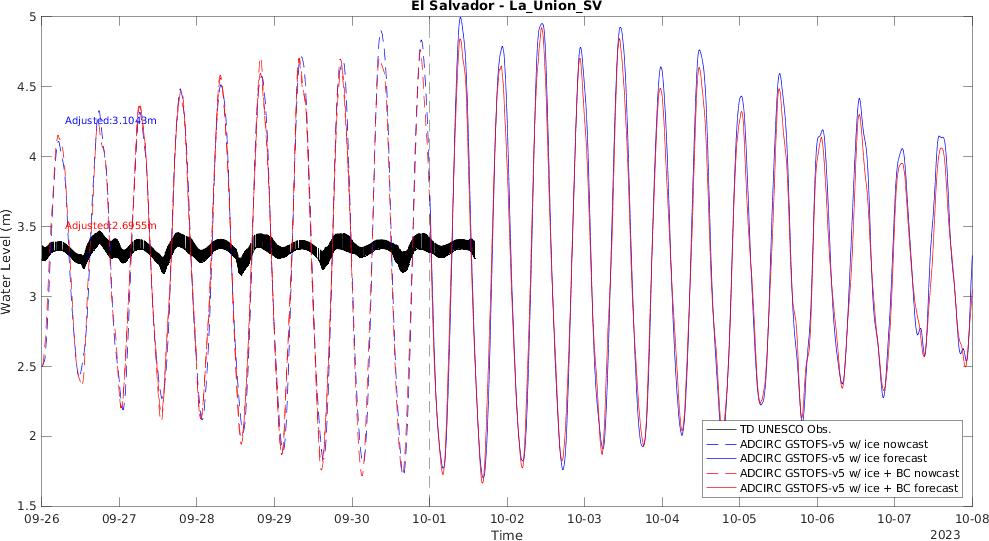 El Salvador - La_Union_SV
5
4.5
4
3.5
3
2.5
2
1.5
Water Level (m)
Adjusted:3.1043m
Adjusted:2.6955m
TD UNESCO Obs.
ADCIRC GSTOFS-v5 w/ ice nowcast
ADCIRC GSTOFS-v5 w/ ice forecast
ADCIRC GSTOFS-v5 w/ ice + BC nowcast
ADCIRC GSTOFS-v5 w/ ice + BC forecast
09-26 09-27 09-28 09-29 09-30 10-01 10-02 10-03 10-04 10-05 10-06 10-07 10-08
Time
2023